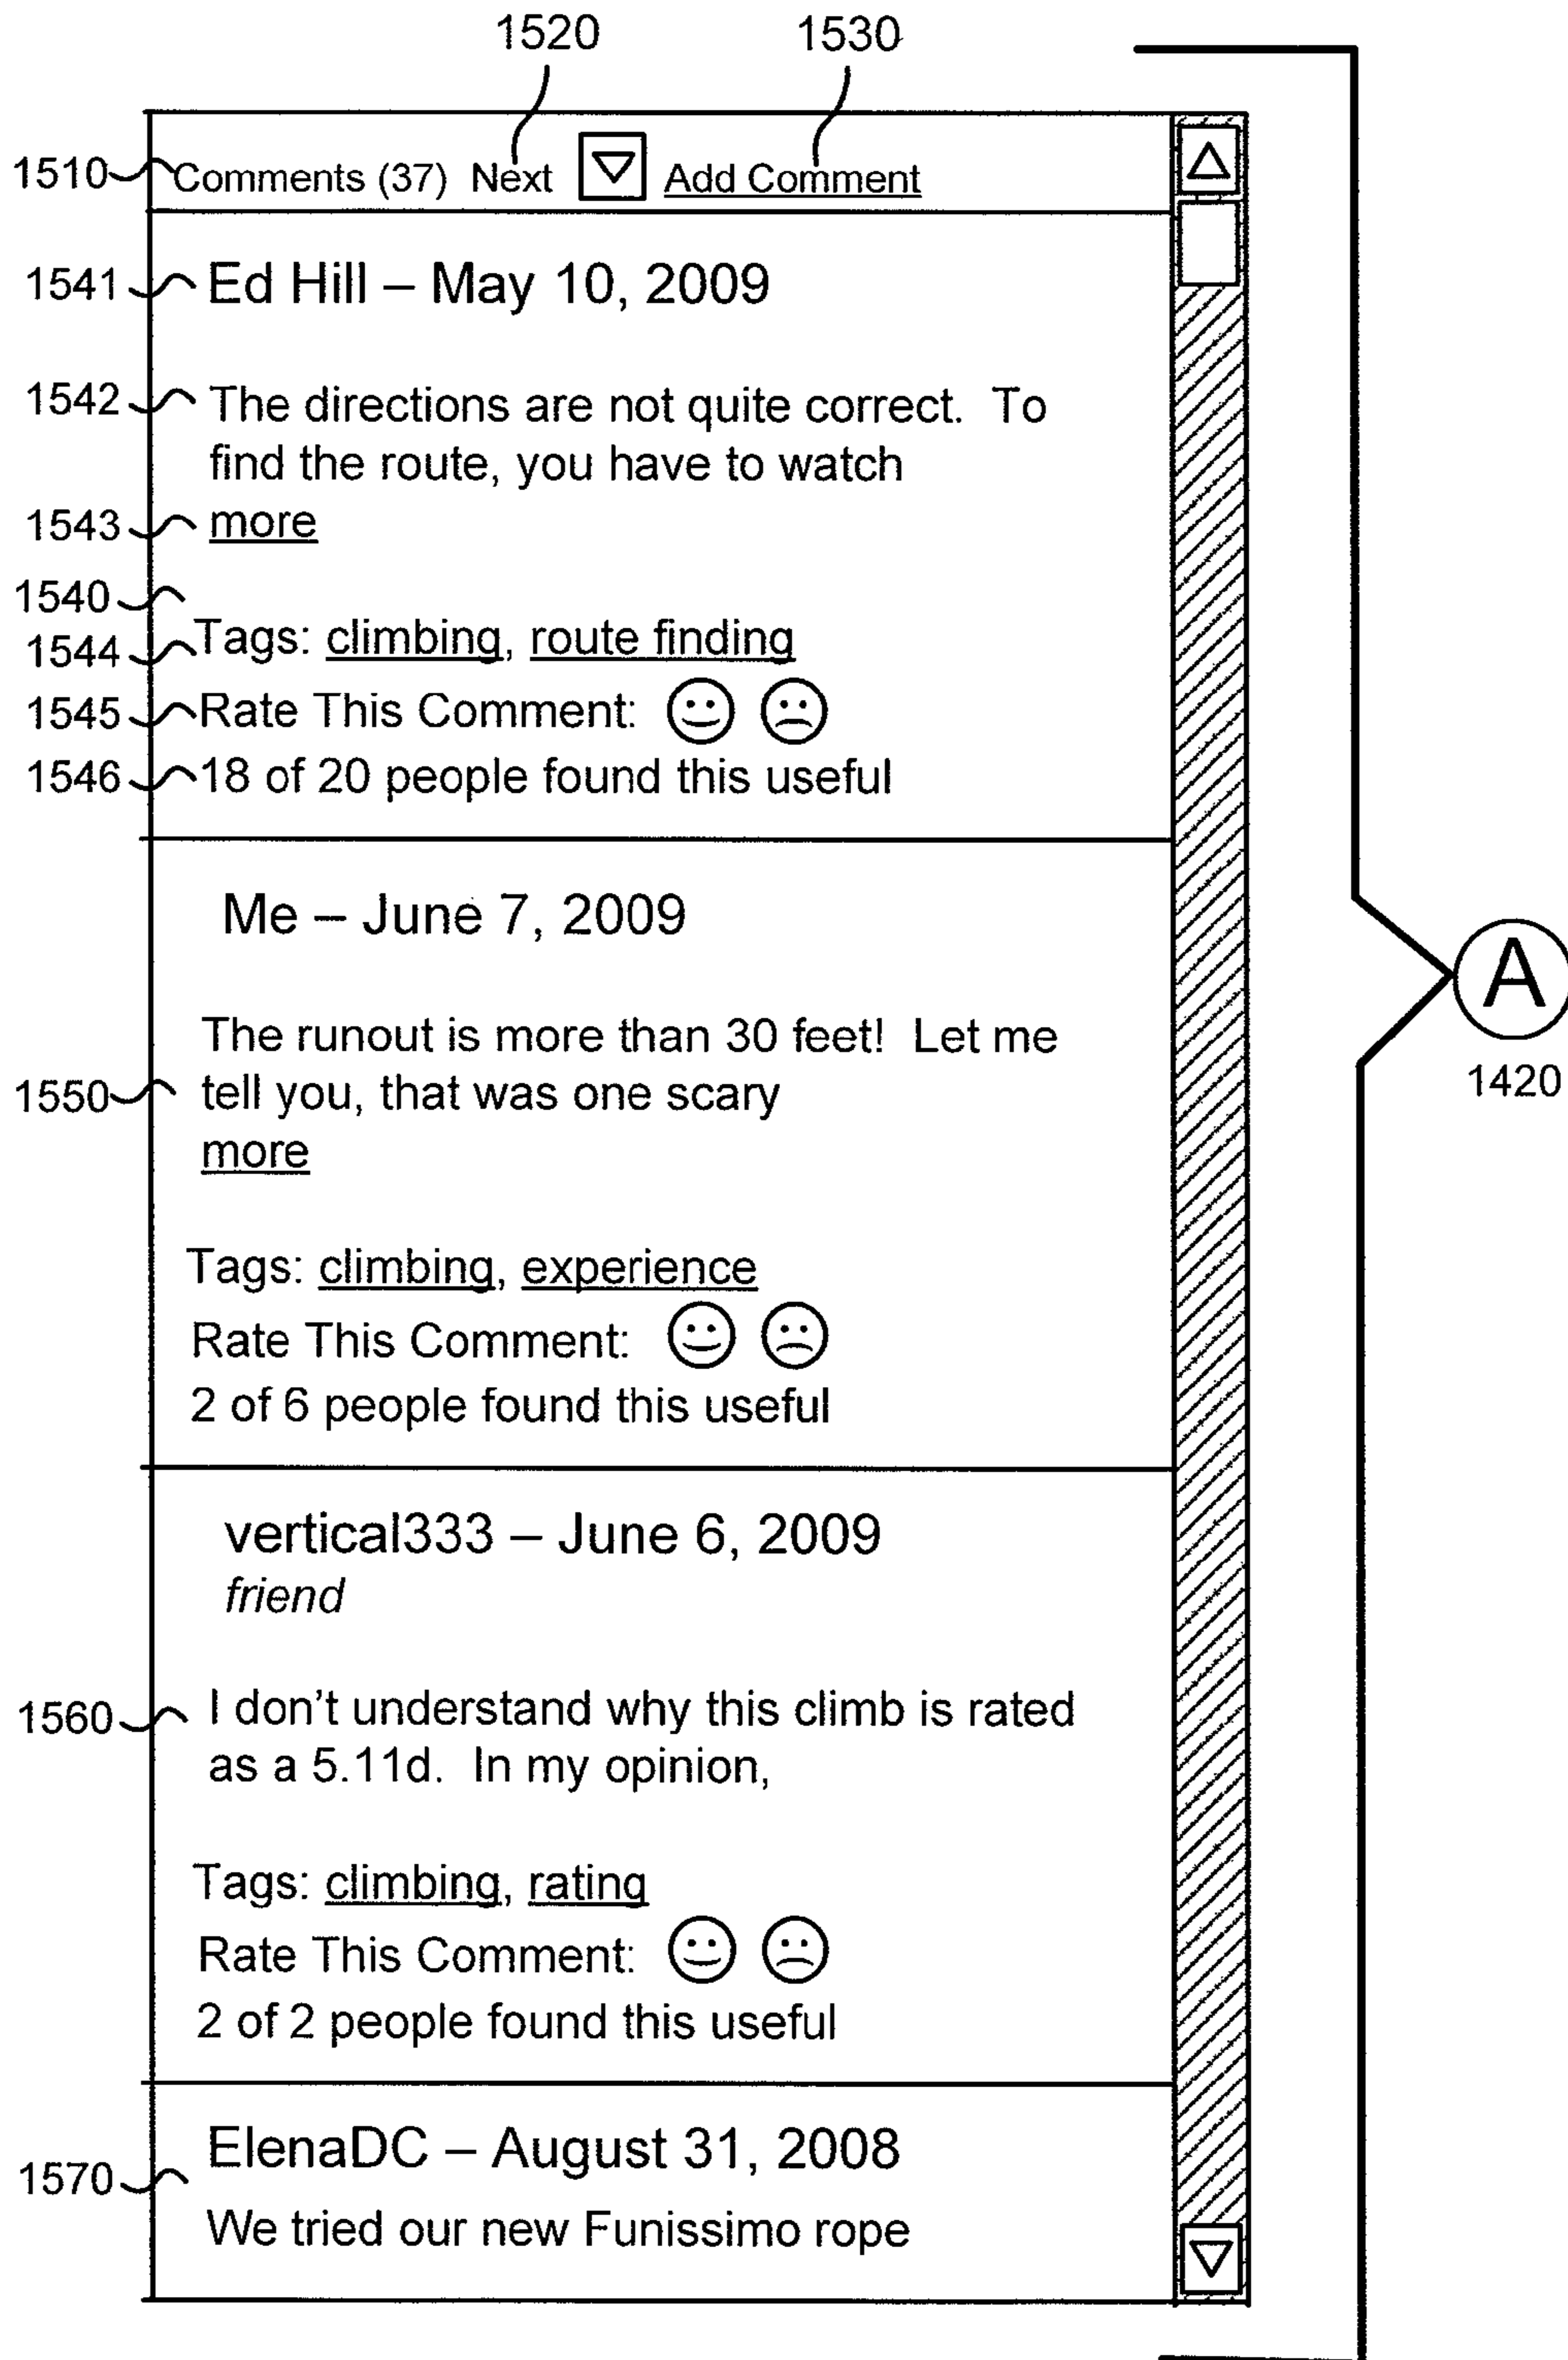 1520 1530
1510 Comments (37) Next Add Comment
1541 Ed Hill – May 10, 2009
1542 The directions are not quite correct. To
find the route, you have to watch
1543 more
1540
1544 Tags: climbing, route finding
1545 Rate This Comment:
1546 18 of 20 people found this useful
Me – June 7, 2009
A
The runout is more than 30 feet! Let me
1420
1550 tell you, that was one scary
more
Tags: climbing, experience
Rate This Comment:
2 of 6 people found this useful
vertical333 – June 6, 2009
friend
1560 I don't understand why this climb is rated
as a 5.11d. In my opinion,
Tags: climbing, rating
Rate This Comment:
2 of 2 people found this useful
ElenaDC – August 31, 2008
1570
We tried our new Funissimo rope